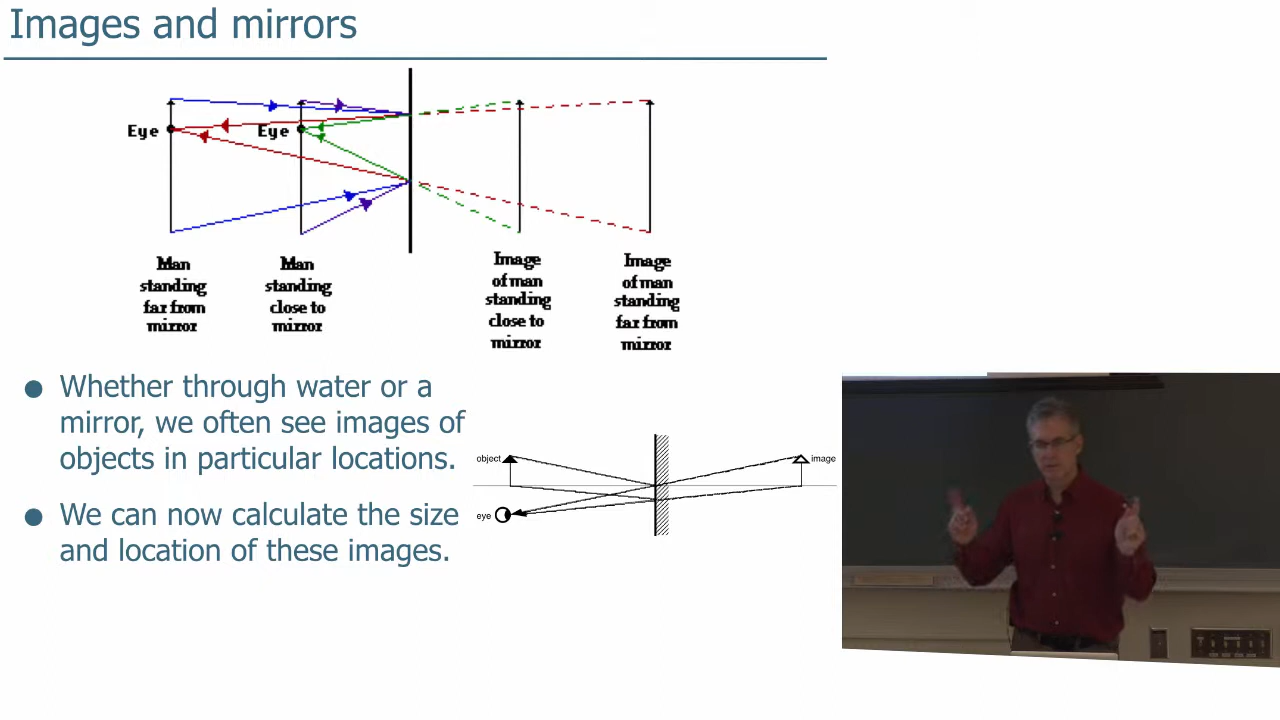 Images and mirrors
Eye
Eye
Man
standing
far from
mirror
Man
standing
close to
mirror
Image
of man
standing
close to
mirror
Image
of man
standing
far from
mirror
● Whether through water or a
mirror, we often see images of
objects in particular locations.
● We can now calculate the size
and location of these images.
object
image
eye